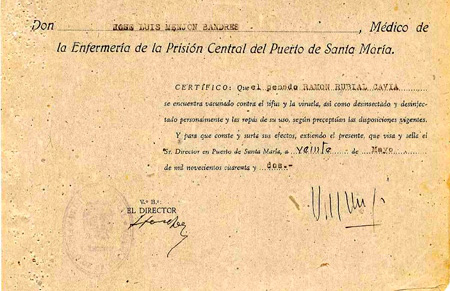 Don JOSE LUIS MENJON SANDRES, Médico de
la Enfermería de la Prisión Central del Puerto de Santa María.
CERTIFICO: Que el penado RAMON RUBIAL CAVIA
se encuentra vacunado contra el tifus y la viruela, así como desinsectado y desinfec-
tado personalmente y las ropas de su uso, según preceptúan las disposiciones vigentes.
Y para que conste y surta sus efectos, extiendo el presente, que visa y sella el
Sr. Director en Puerto de Santa María, a veinte de Mayo
de mil novecientos cuarenta y dos.-
V.º B.º
EL DIRECTOR